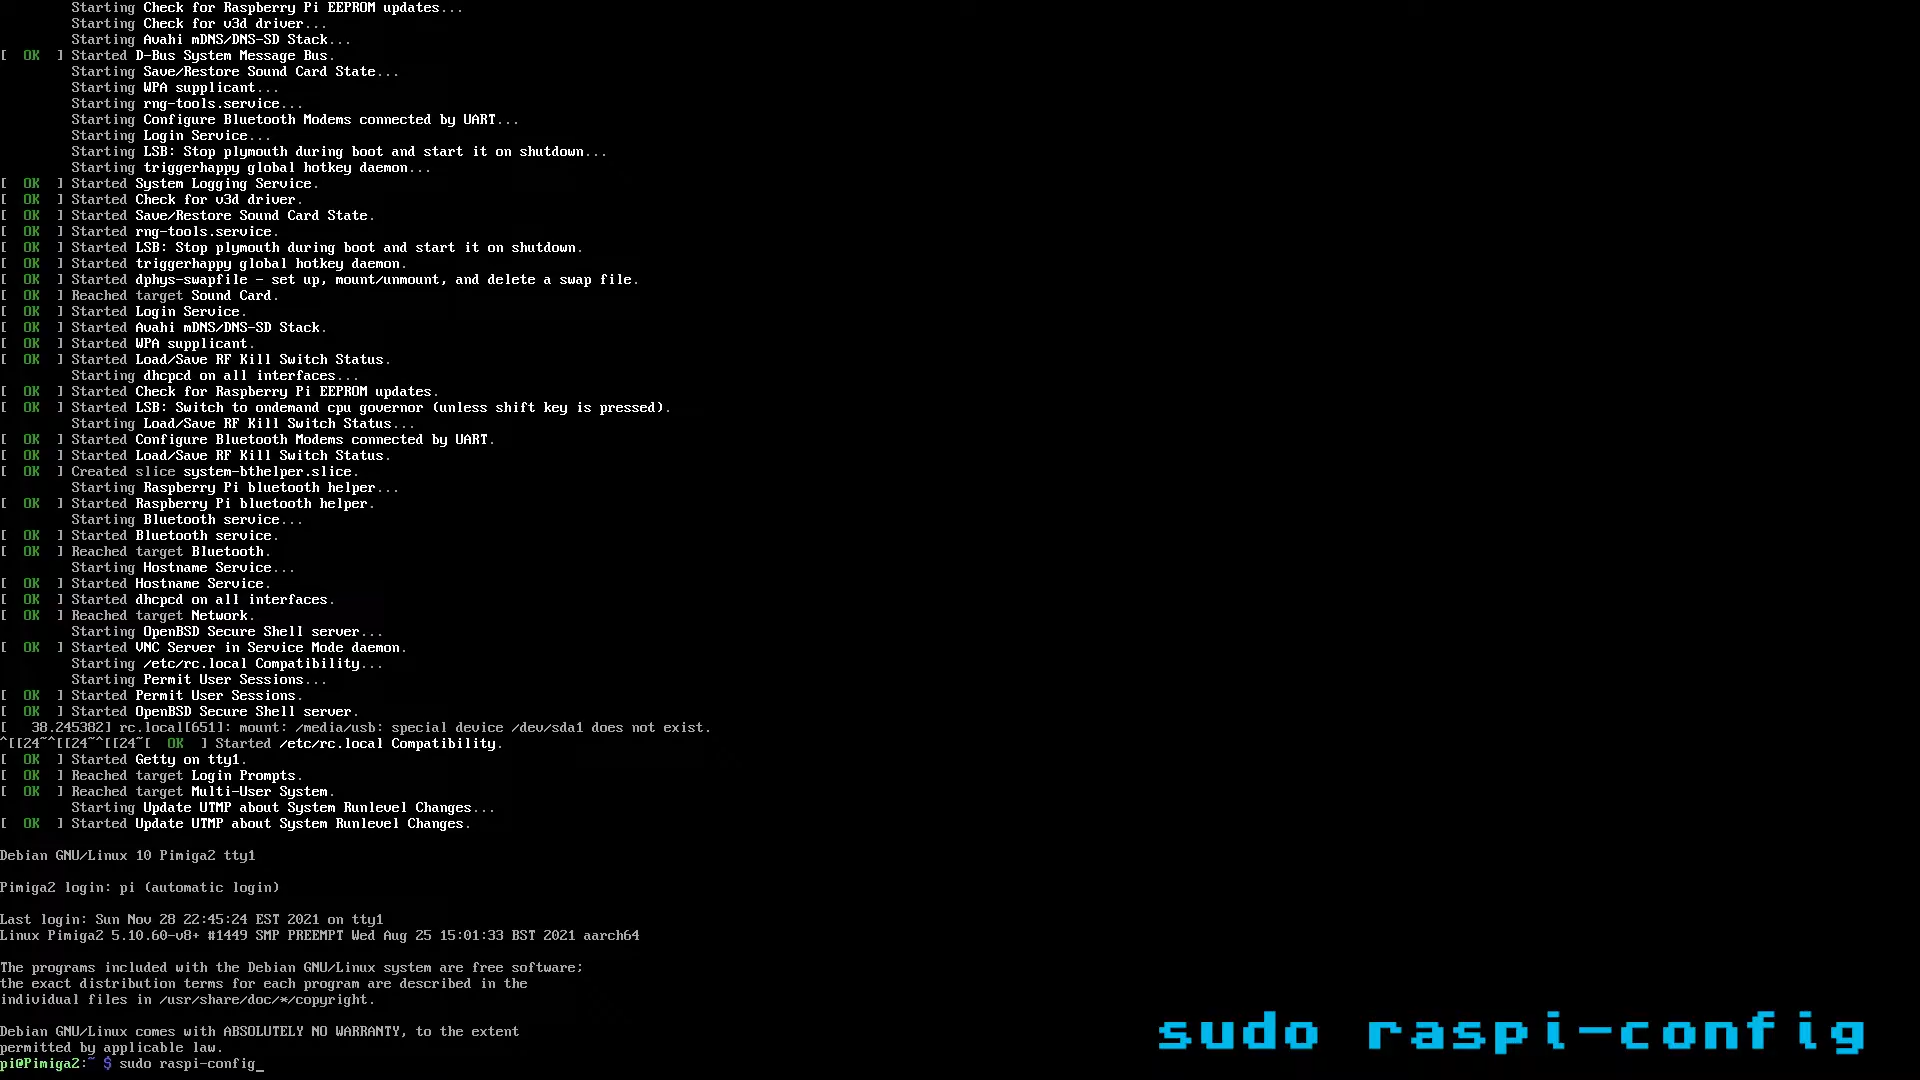 Starting Check for Raspberry Pi EEPROM updates...
Starting Check for v3d driver...
Starting Avahi mDNS/DNS-SD Stack...
[  OK  ] Started D-Bus System Message Bus.
Starting Save/Restore Sound Card State...
Starting WPA supplicant...
Starting rng-tools.service...
Starting Configure Bluetooth Modems connected by UART...
Starting Login Service...
Starting LSB: Stop plymouth during boot and start it on shutdown...
Starting triggerhappy global hotkey daemon...
[  OK  ] Started System Logging Service.
[  OK  ] Started Check for v3d driver.
[  OK  ] Started Save/Restore Sound Card State.
[  OK  ] Started rng-tools.service.
[  OK  ] Started LSB: Stop plymouth during boot and start it on shutdown.
[  OK  ] Started triggerhappy global hotkey daemon.
[  OK  ] Started dphys-swapfile - set up, mount/unmount, and delete a swap file.
[  OK  ] Reached target Sound Card.
[  OK  ] Started Login Service.
[  OK  ] Started Avahi mDNS/DNS-SD Stack.
[  OK  ] Started WPA supplicant.
[  OK  ] Started Load/Save RF Kill Switch Status.
Starting dhcpcd on all interfaces...
[  OK  ] Started Check for Raspberry Pi EEPROM updates.
[  OK  ] Started LSB: Switch to ondemand cpu governor (unless shift key is pressed).
Starting Load/Save RF Kill Switch Status...
[  OK  ] Started Configure Bluetooth Modems connected by UART.
[  OK  ] Started Load/Save RF Kill Switch Status.
[  OK  ] Created slice system-bthelper.slice.
Starting Raspberry Pi bluetooth helper...
[  OK  ] Started Raspberry Pi bluetooth helper.
Starting Bluetooth service...
[  OK  ] Started Bluetooth service.
[  OK  ] Reached target Bluetooth.
Starting Hostname Service...
[  OK  ] Started Hostname Service.
[  OK  ] Started dhcpcd on all interfaces.
[  OK  ] Reached target Network.
Starting OpenBSD Secure Shell server...
[  OK  ] Started VNC Server in Service Mode daemon.
Starting /etc/rc.local Compatibility...
Starting Permit User Sessions...
[  OK  ] Started Permit User Sessions.
[  OK  ] Started OpenBSD Secure Shell server.
[   38.245382] rc.local[651]: mount: /media/usb: special device /dev/sda1 does not exist.
^[[24~^[[24~^[[24~[  OK  ] Started /etc/rc.local Compatibility.
[  OK  ] Started Getty on tty1.
[  OK  ] Reached target Login Prompts.
[  OK  ] Reached target Multi-User System.
Starting Update UTMP about System Runlevel Changes...
[  OK  ] Started Update UTMP about System Runlevel Changes.
Debian GNU/Linux 10 Pimiga2 tty1
Pimiga2 login: pi (automatic login)
Last login: Sun Nov 28 22:45:24 EST 2021 on tty1
Linux Pimiga2 5.10.60-v8+ #1449 SMP PREEMPT Wed Aug 25 15:01:33 BST 2021 aarch64
The programs included with the Debian GNU/Linux system are free software;
the exact distribution terms for each program are described in the
individual files in /usr/share/doc/*/copyright.
Debian GNU/Linux comes with ABSOLUTELY NO WARRANTY, to the extent
permitted by applicable law.
pi@Pimiga2:~ $ sudo raspi-config_
sudo raspi-config